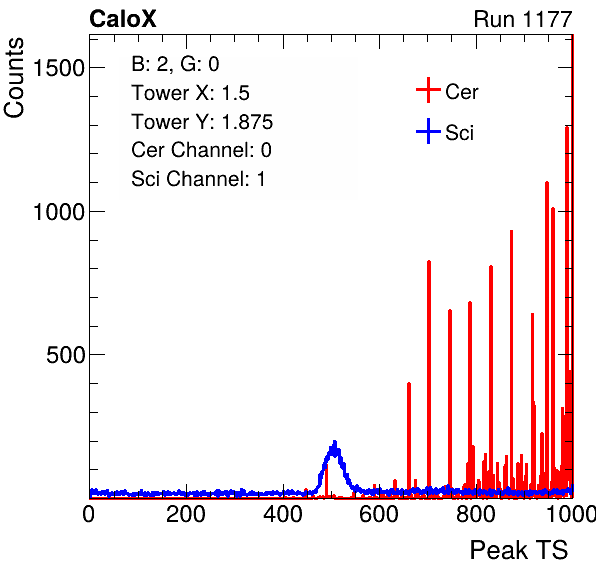 CaloX Run 1177
Counts
1500
1000
500
B: 2, G: 0
Tower X: 1.5
Tower Y: 1.875
Cer Channel: 0
Sci Channel: 1
Cer
Sci
0 200 400 600 800 1000
Peak TS